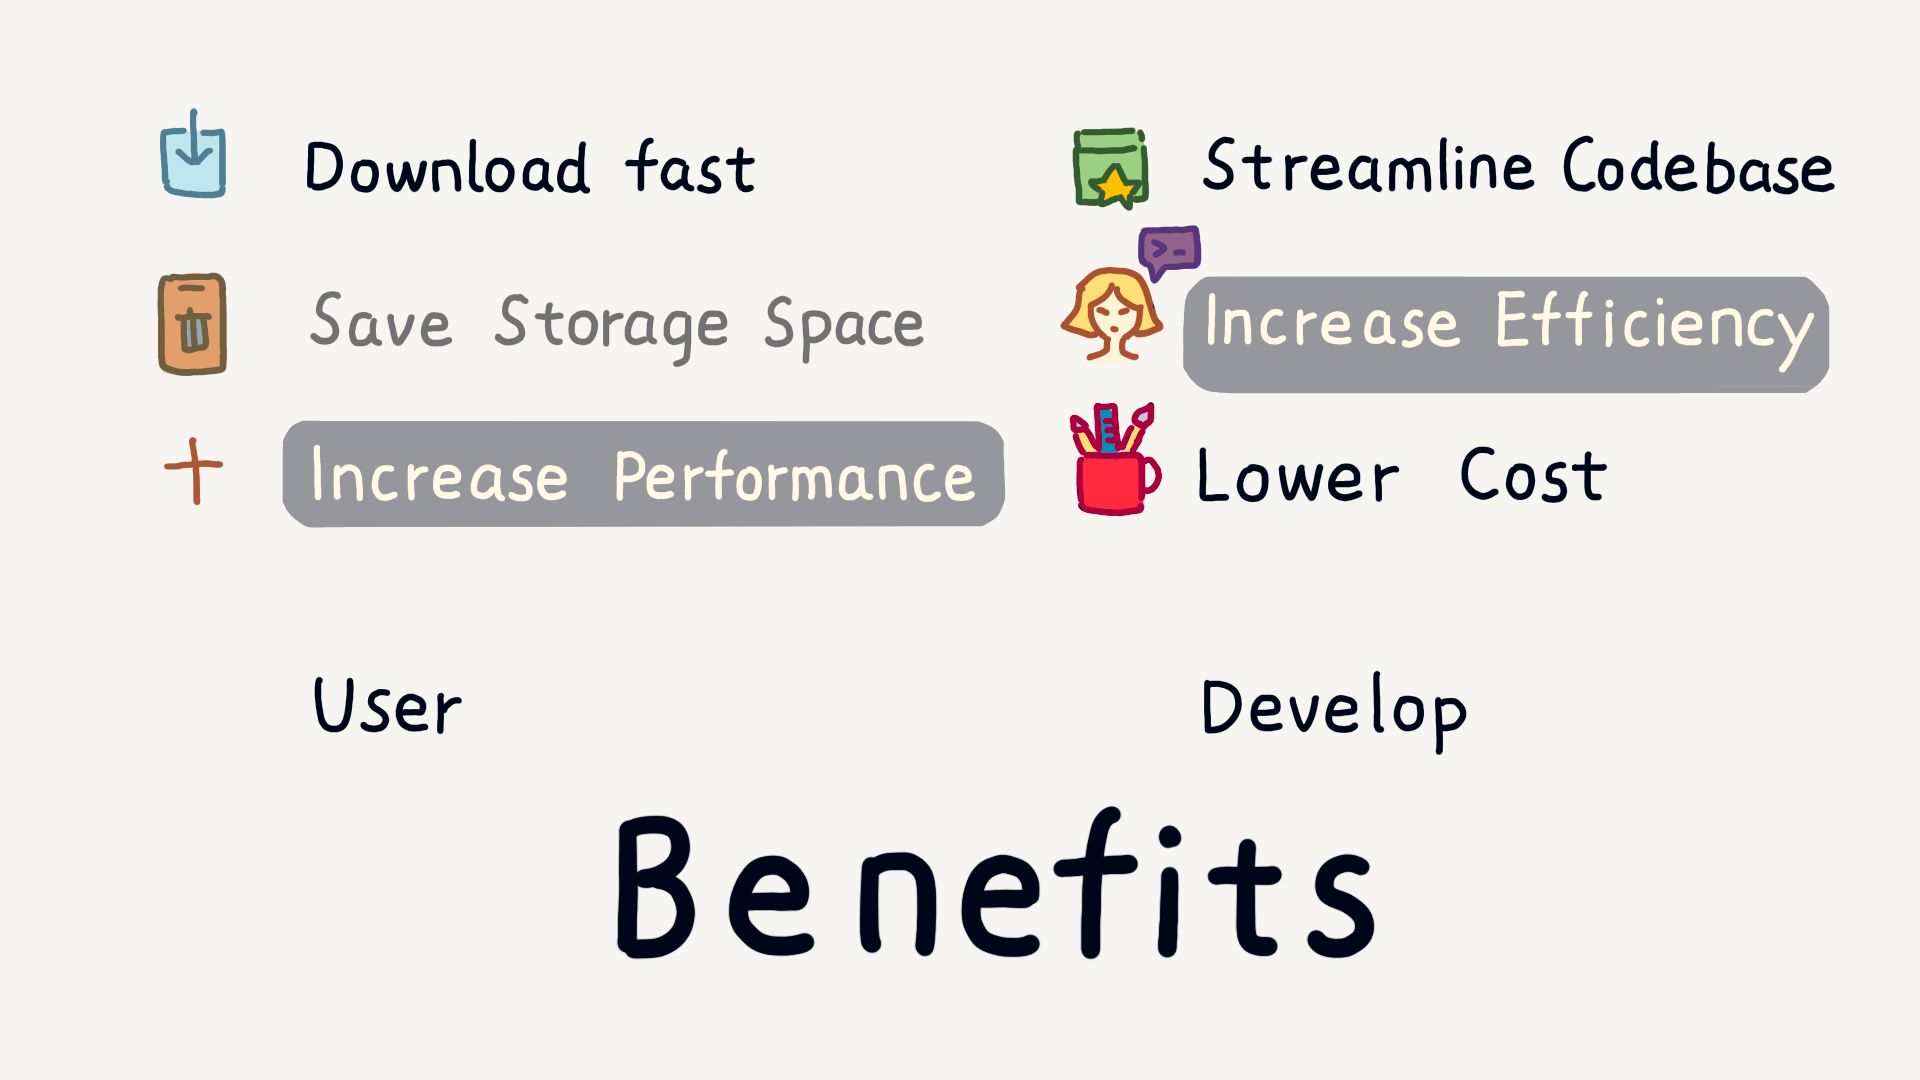 Download fast
Save Storage Space
Increase Performance
User
Streamline Codebase
>-
Increase Efficiency
Lower Cost
Develop
Benefits